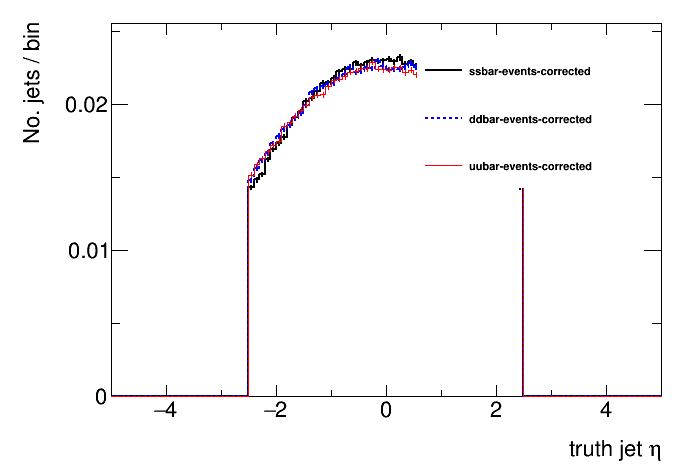 No. jets / bin
0.02
0.01
0
−4
−2
0
2
4
truth jet η
ssbar-events-corrected
ddbar-events-corrected
uubar-events-corrected